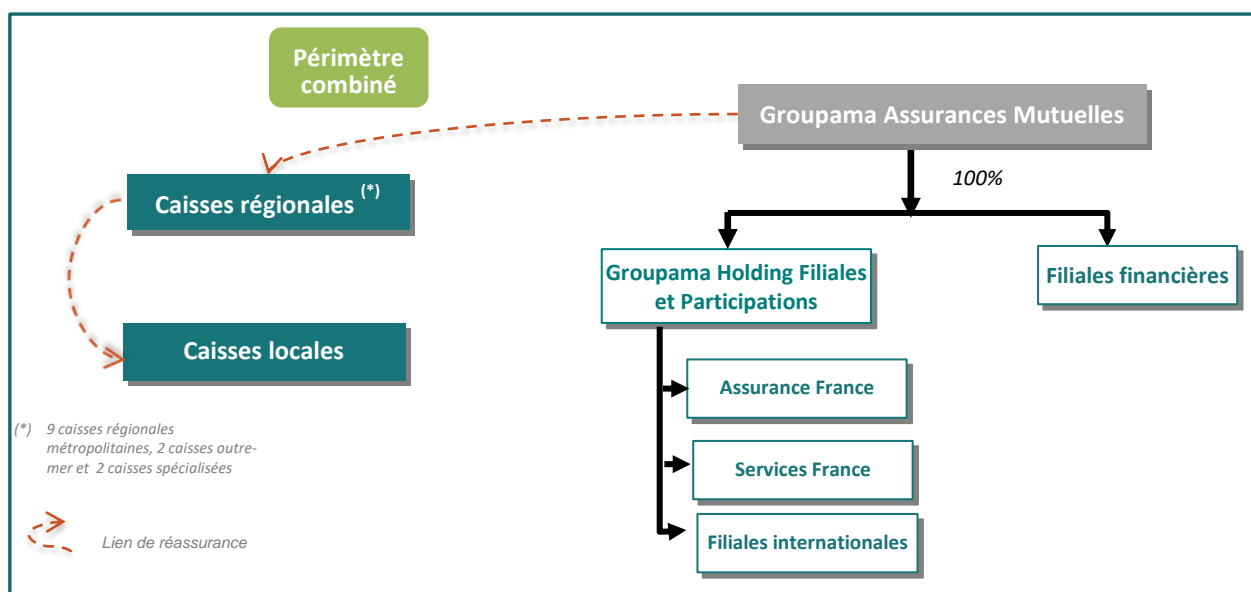 Périmètre
combiné
Groupama Assurances Mutuelles
100%
Caisses régionales (*)
Groupama Holding Filiales
et Participations
Filiales financières
Caisses locales
Assurance France
Services France
Filiales internationales
(*) 9 caisses régionales
métropolitaines, 2 caisses outre-
mer et 2 caisses spécialisées
Lien de réassurance